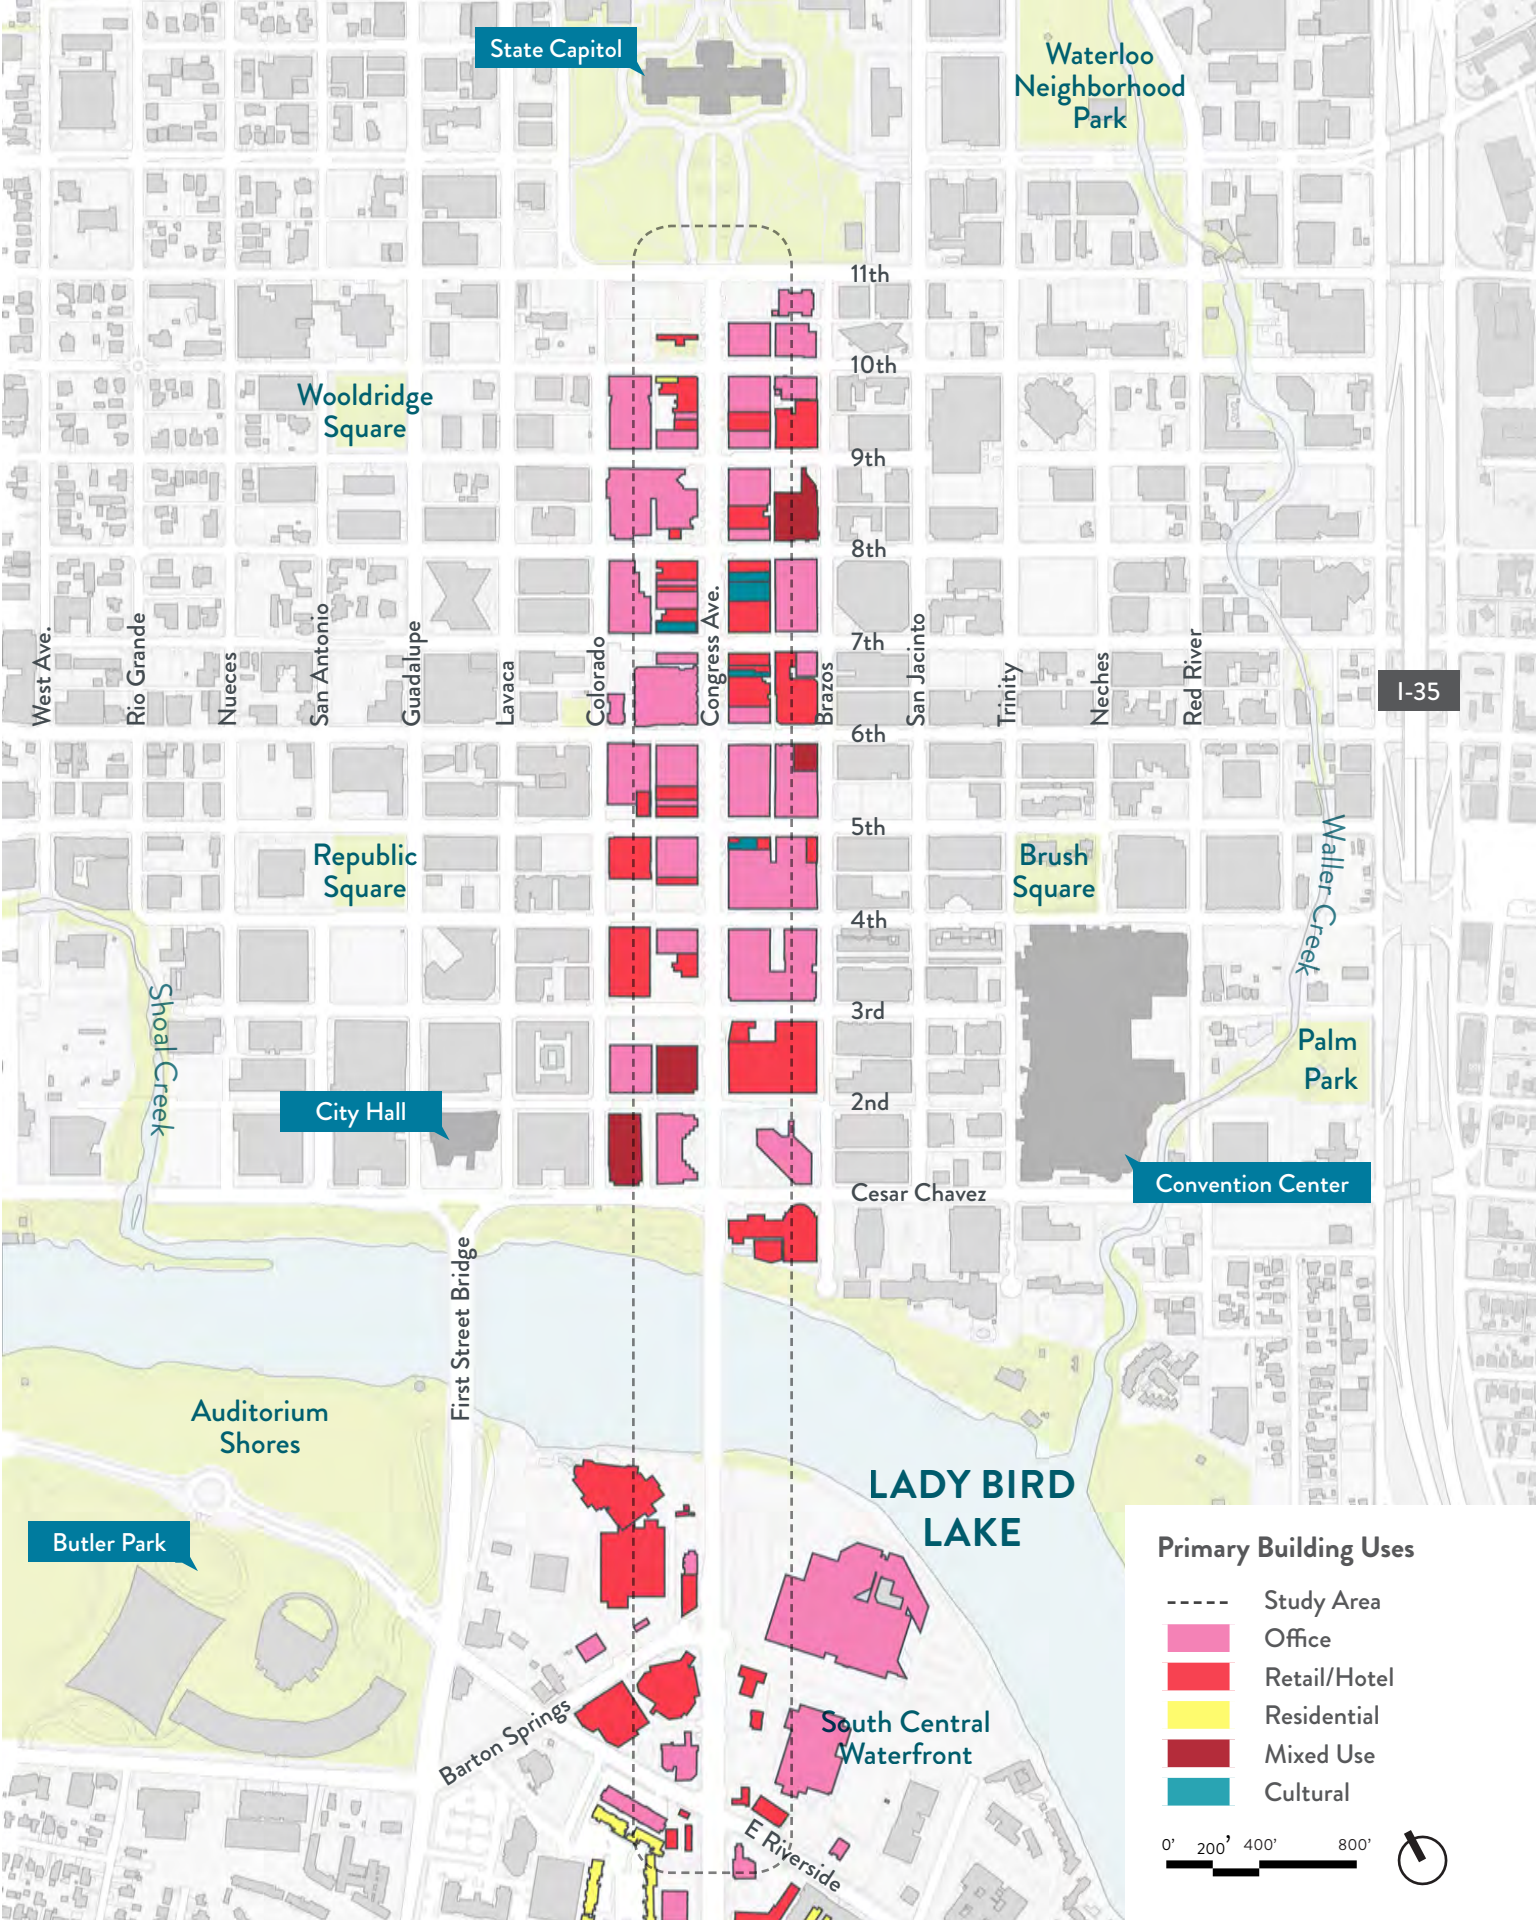 State Capitol
Waterloo
Neighborhood
Park
11th
10th
Wooldridge
Square
9th
8th
7th
West Ave.
Rio Grande
Nueces
San Antonio
Guadalupe
Lavaca
Colorado
Congress Ave.
Brazos
San Jacinto
Trinity
Neches
Red River
I-35
6th
5th
Republic
Square
Brush
Square
Waller Creek
4th
3rd
Shoal Creek
Palm
Park
2nd
City Hall
Convention Center
Cesar Chavez
First Street Bridge
Auditorium
Shores
LADY BIRD
LAKE
Butler Park
Barton Springs
South Central
Waterfront
E Riverside
Primary Building Uses
Study Area
Office
Retail/Hotel
Residential
Mixed Use
Cultural
0' 200' 400' 800'